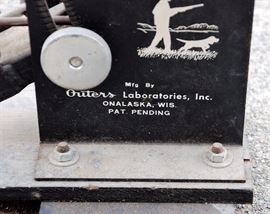 Mfg By
Outers Laboratories, Inc.
ONALASKA, WIS.
PAT. PENDING